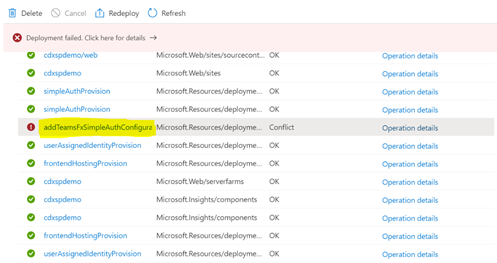 Delete Cancel Redeploy Refresh
Deployment failed. Click here for details →
cdxspdemo/web Microsoft.Web/sites/sourcecont... OK Operation details
cdxspdemo Microsoft.Web/sites OK Operation details
simpleAuthProvision Microsoft.Resources/deployme... OK Operation details
simpleAuthProvision Microsoft.Resources/deployme... OK Operation details
addTeamsFxSimpleAuthConfigura Microsoft.Resources/deployme... Conflict Operation details
userAssignedIdentityProvision Microsoft.Resources/deployme... OK Operation details
frontendHostingProvision Microsoft.Resources/deployme... OK Operation details
cdxspdemo Microsoft.Web/serverfarms OK Operation details
cdxspdemo Microsoft.Insights/components OK Operation details
cdxspdemo Microsoft.Insights/components OK Operation details
frontendHostingProvision Microsoft.Resources/deployme... OK Operation details
userAssignedIdentityProvision Microsoft.Resources/deployme... OK Operation details